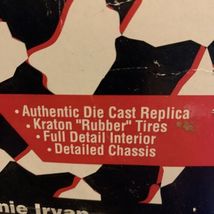 • Authentic Die Cast Replica
• Kraton "Rubber" Tires
• Full Detail Interior
• Detailed Chassis
nie Irvan